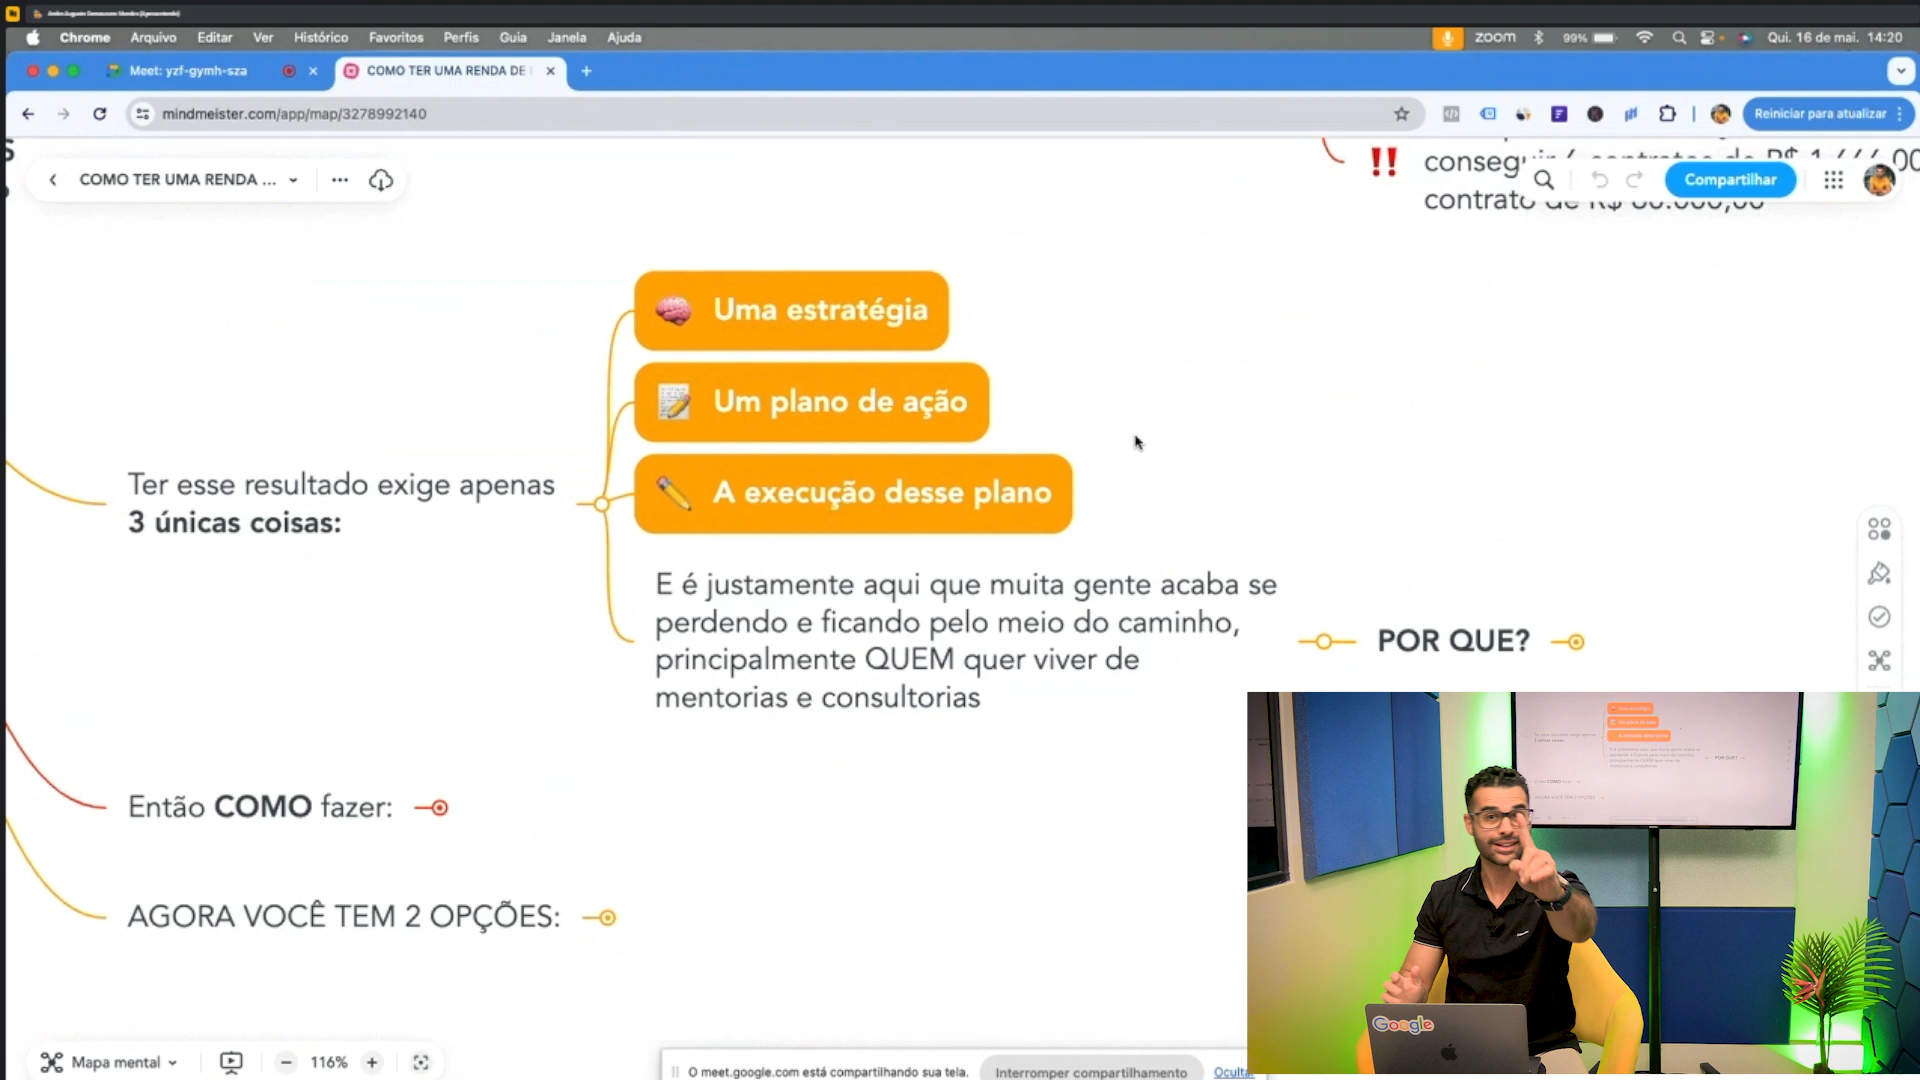 Chrome Arquivo Editar Ver Histórico Favoritos Perfis Guia Janela Ajuda
zoom 99% Qui. 16 de mai. 14:20
Meet: yzf-gymh-sza
COMO TER UMA RENDA DE
mindmeister.com/app/map/3278992140
Reiniciar para atualizar
COMO TER UMA RENDA ...
Compartilhar
contrato de R$
Uma estratégia
Um plano de ação
A execução desse plano
Ter esse resultado exige apenas
3 únicas coisas:
E é justamente aqui que muita gente acaba se
perdendo e ficando pelo meio do caminho,
principalmente QUEM quer viver de
mentorias e consultorias
POR QUE?
Então COMO fazer:
AGORA VOCÊ TEM 2 OPÇÕES:
Google
Mapa mental
116%
O meet.google.com está compartilhando sua tela.
Interromper compartilhamento
Ocultar